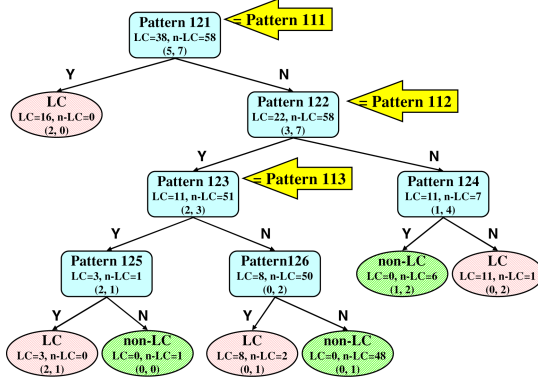 Pattern 121
LC=38, n-LC=58
(5, 7)
= Pattern 111
Y
N
LC
LC=16, n-LC=0
(2, 0)
Pattern 122
LC=22, n-LC=58
(3, 7)
= Pattern 112
Y
N
Pattern 123
LC=11, n-LC=51
(2, 3)
= Pattern 113
Pattern 124
LC=11, n-LC=7
(1, 4)
Y
N
Y
N
Pattern 125
LC=3, n-LC=1
(2, 1)
Pattern126
LC=8, n-LC=50
(0, 2)
non-LC
LC=0, n-LC=6
(1, 2)
LC
LC=11, n-LC=1
(0, 2)
Y
N
Y
N
LC
LC=3, n-LC=0
(2, 1)
non-LC
LC=0, n-LC=1
(0, 0)
LC
LC=8, n-LC=2
(0, 1)
non-LC
LC=0, n-LC=48
(0, 1)